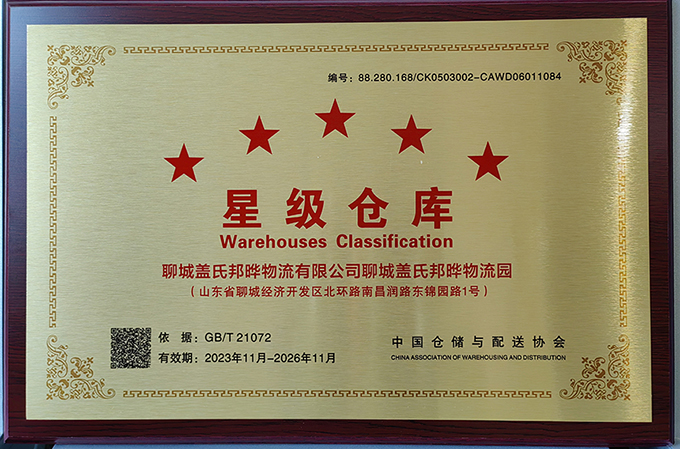 编号：88.280.168/CK0503002-CAWD06011084
星级仓库
Warehouses Classification
聊城盖氏邦晔物流有限公司聊城盖氏邦晔物流园
（山东省聊城经济开发区北环路南昌润路东锦园路1号）
依 据：GB/T 21072
有效期：2023年11月-2026年11月
中国仓储与配送协会
CHINA ASSOCIATION OF WAREHOUSING AND DISTRIBUTION